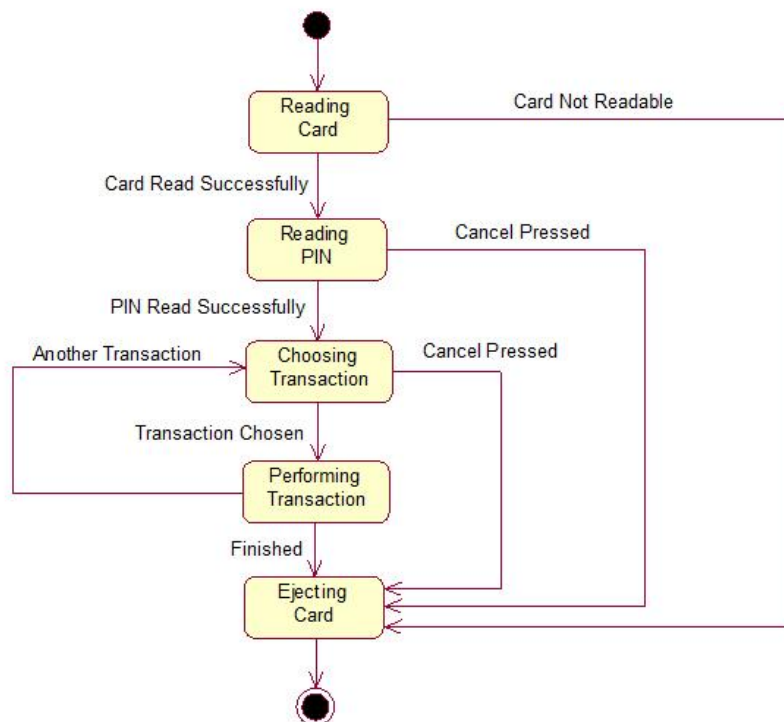 Reading
Card
Card Not Readable
Card Read Successfully
Reading
PIN
Cancel Pressed
PIN Read Successfully
Another Transaction
Choosing
Transaction
Cancel Pressed
Transaction Chosen
Performing
Transaction
Finished
Ejecting
Card